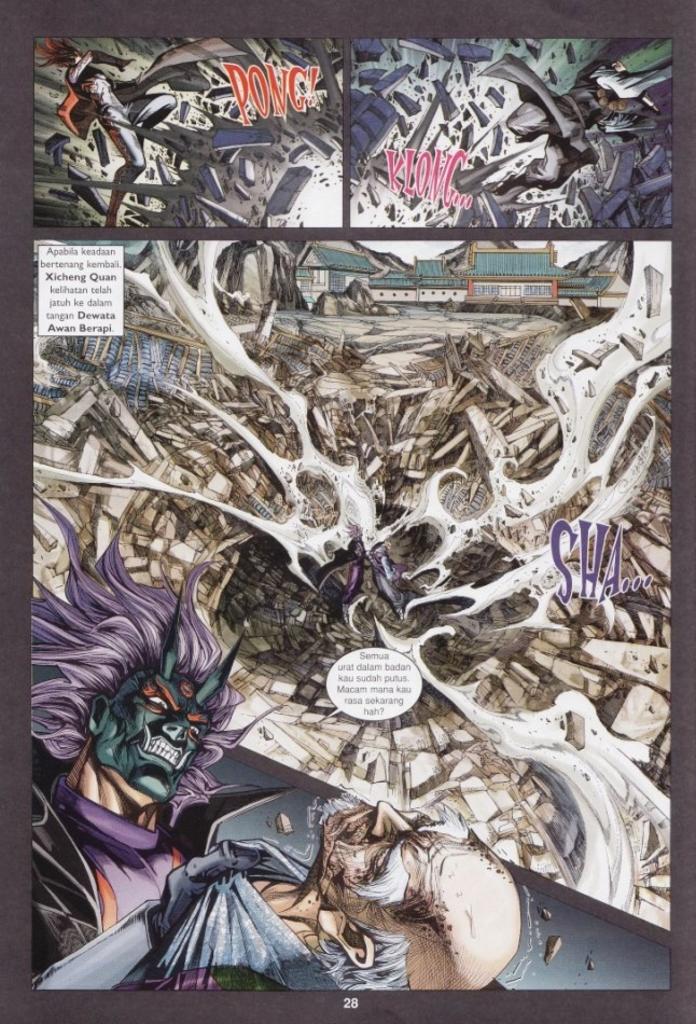 PONG!
KLONG...
Apabila keadaan
bertenang kembali.
Xicheng Quan
kelihatan telah
jatuh ke dalam
tangan Dewata
Awan Berapi.
SHA...
Semua
urat dalam badan
kau sudah putus.
Macam mana kau
rasa sekarang
hah?
28